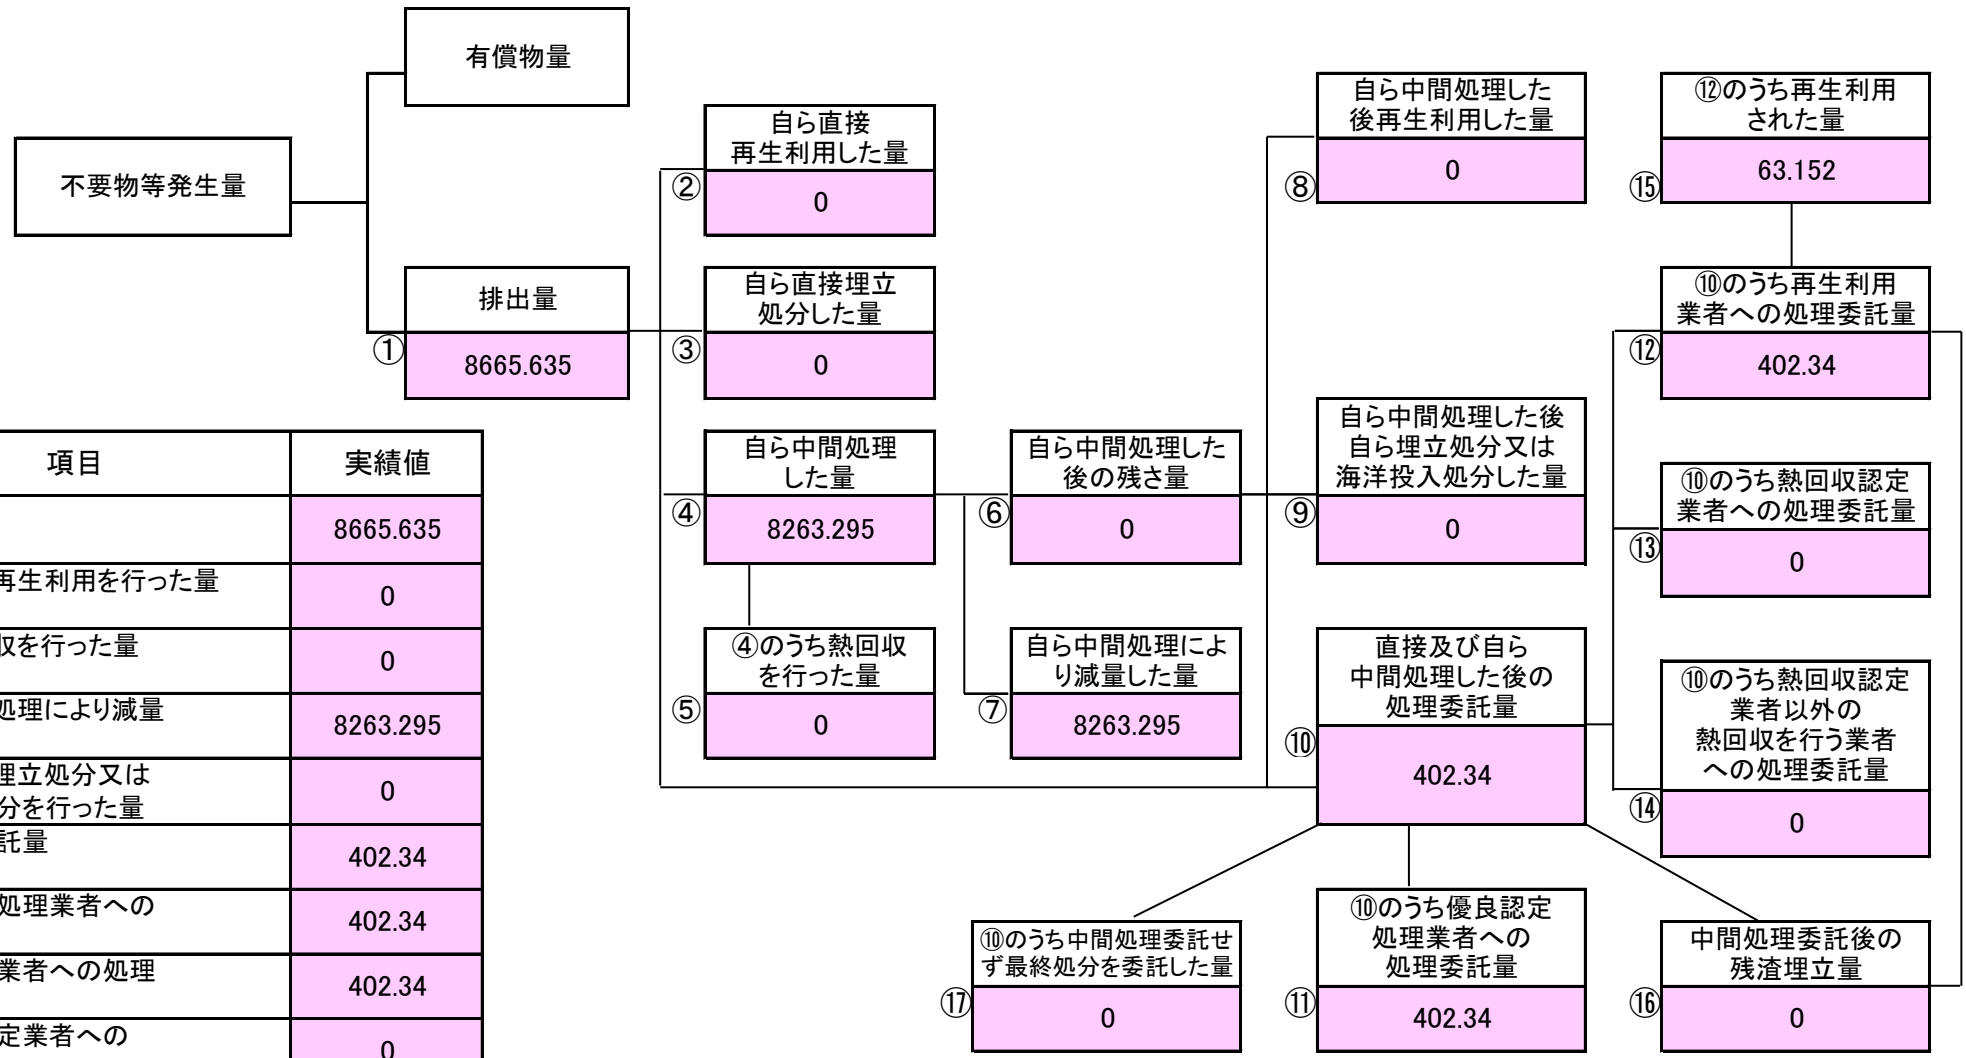 有償物量
不要物等発生量
排出量
①
8665.635
自ら直接
再生利用した量
②
0
自ら直接埋立
処分した量
③
0
自ら中間処理
した量
④
8263.295
④のうち熱回収
を行った量
⑤
0
自ら中間処理した
後の残さ量
⑥
0
自ら中間処理によ
り減量した量
⑦
8263.295
自ら中間処理した
後再生利用した量
⑧
0
自ら中間処理した後
自ら埋立処分又は
海洋投入処分した量
⑨
0
直接及び自ら
中間処理した後の
処理委託量
⑩
402.34
⑫のうち再生利用
された量
⑮
63.152
⑩のうち再生利用
業者への処理委託量
⑫
402.34
⑩のうち熱回収認定
業者への処理委託量
⑬
0
⑩のうち熱回収認定
業者以外の
熱回収を行う業者
への処理委託量
⑭
0
⑩のうち中間処理委託せ
ず最終処分を委託した量
⑰
0
⑩のうち優良認定
処理業者への
処理委託量
⑪
402.34
中間処理委託後の
残渣埋立量
⑯
0
項目 実績値
8665.635
再生利用を行った量
0
収を行った量
0
処理により減量
8263.295
埋立処分又は
分を行った量
0
託量
402.34
処理業者への
402.34
業者への処理
402.34
定業者への
0